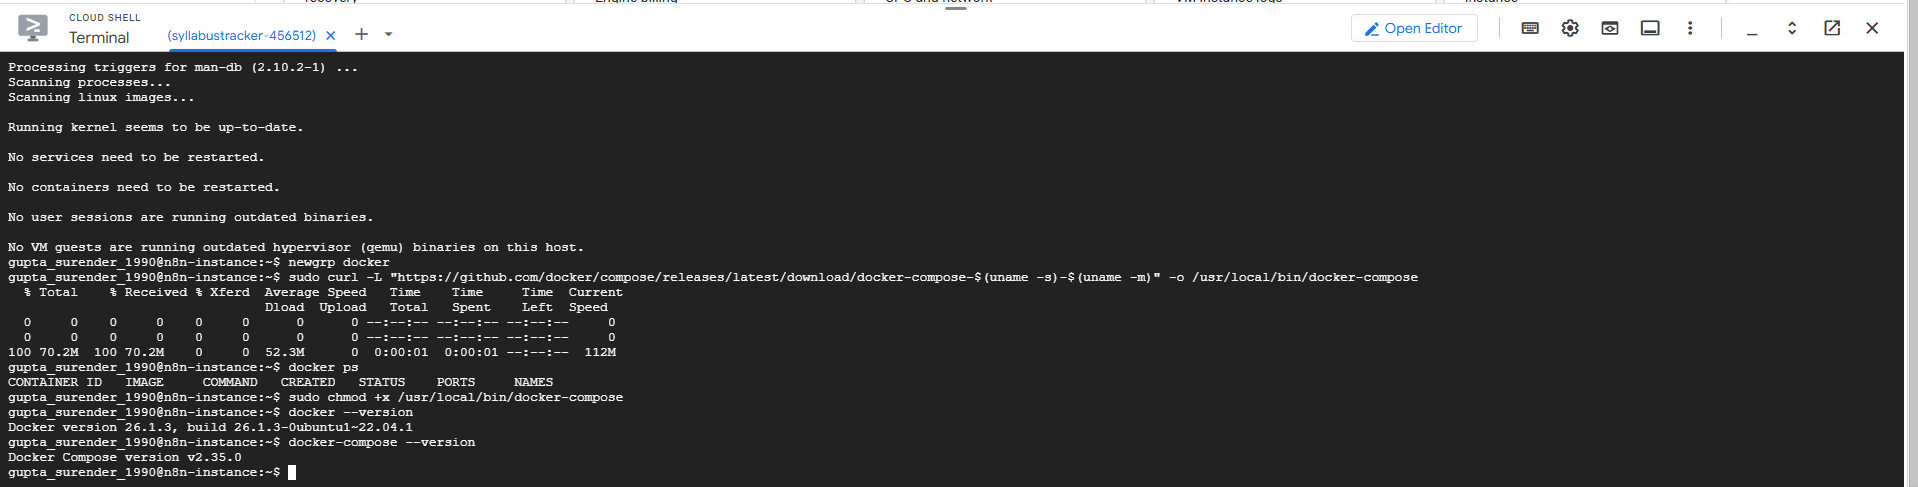 recovery
Engine billing
CPU and network
VM instance logs
instance
CLOUD SHELL
Terminal
(syllabustracker-456512)
Open Editor
Processing triggers for man-db (2.10.2-1) ...
Scanning processes...
Scanning linux images...
Running kernel seems to be up-to-date.
No services need to be restarted.
No containers need to be restarted.
No user sessions are running outdated binaries.
No VM guests are running outdated hypervisor (qemu) binaries on this host.
gupta_surender_1990@n8n-instance:~$ newgrp docker
gupta_surender_1990@n8n-instance:~$ sudo curl -L "https://github.com/docker/compose/releases/latest/download/docker-compose-$(uname -s)-$(uname -m)" -o /usr/local/bin/docker-compose
  % Total    % Received % Xferd  Average Speed   Time    Time     Time  Current
                                 Dload  Upload   Total   Spent    Left  Speed
  0     0    0     0    0     0      0      0 --:--:-- --:--:-- --:--:--     0
  0     0    0     0    0     0      0      0 --:--:-- --:--:-- --:--:--     0
100 70.2M  100 70.2M    0     0  52.3M      0  0:00:01  0:00:01 --:--:--  112M
gupta_surender_1990@n8n-instance:~$ docker ps
CONTAINER ID   IMAGE     COMMAND   CREATED   STATUS    PORTS     NAMES
gupta_surender_1990@n8n-instance:~$ sudo chmod +x /usr/local/bin/docker-compose
gupta_surender_1990@n8n-instance:~$ docker --version
Docker version 26.1.3, build 26.1.3-0ubuntu1~22.04.1
gupta_surender_1990@n8n-instance:~$ docker-compose --version
Docker Compose version v2.35.0
gupta_surender_1990@n8n-instance:~$